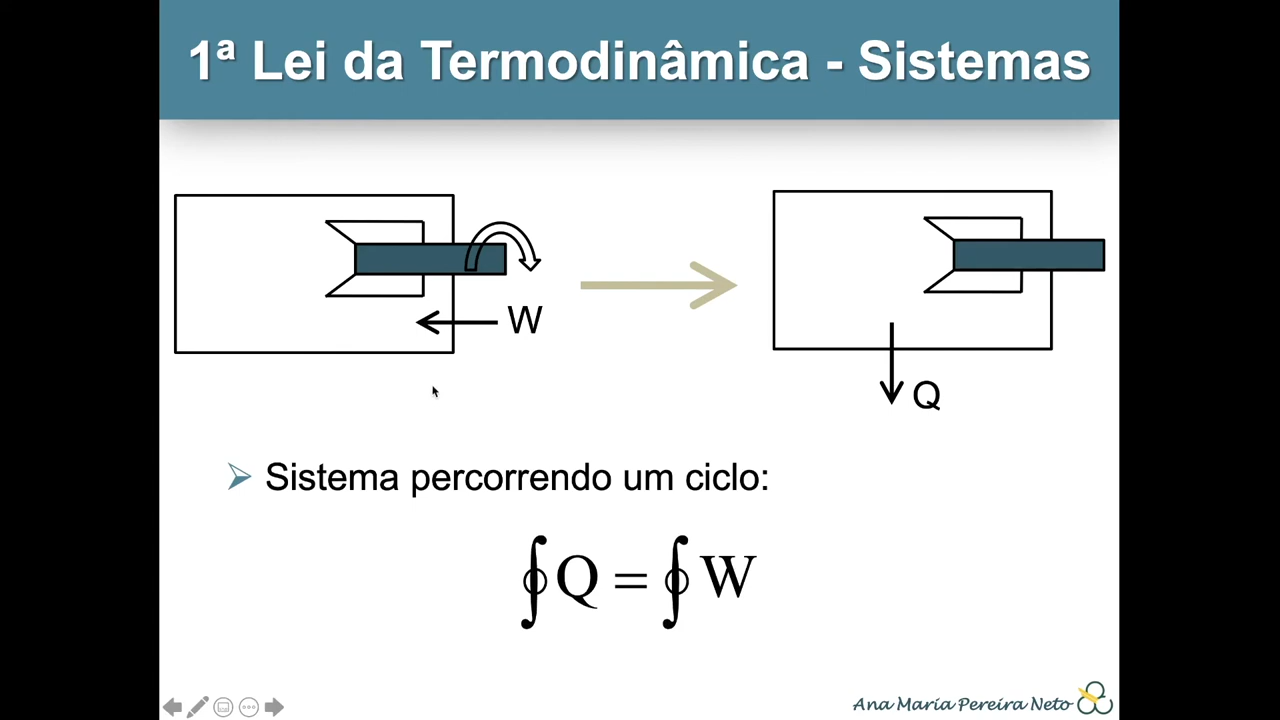 1ª Lei da Termodinâmica - Sistemas
W
Q
Sistema percorrendo um ciclo:
∮Q = ∮W
Ana Maria Pereira Neto